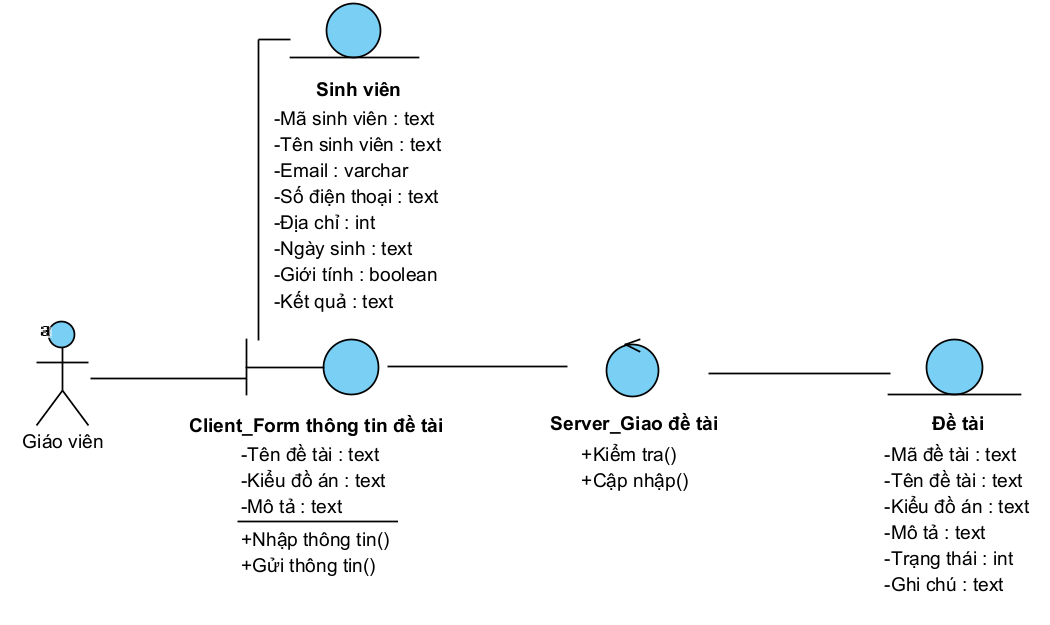 Sinh viên
-Mã sinh viên : text
-Tên sinh viên : text
-Email : varchar
-Số điện thoại : text
-Địa chỉ : int
-Ngày sinh : text
-Giới tính : boolean
-Kết quả : text
a
Giáo viên
Client_Form thông tin đề tài
-Tên đề tài : text
-Kiểu đồ án : text
-Mô tả : text
+Nhập thông tin()
+Gửi thông tin()
Server_Giao đề tài
+Kiểm tra()
+Cập nhập()
Đề tài
-Mã đề tài : text
-Tên đề tài : text
-Kiểu đồ án : text
-Mô tả : text
-Trạng thái : int
-Ghi chú : text